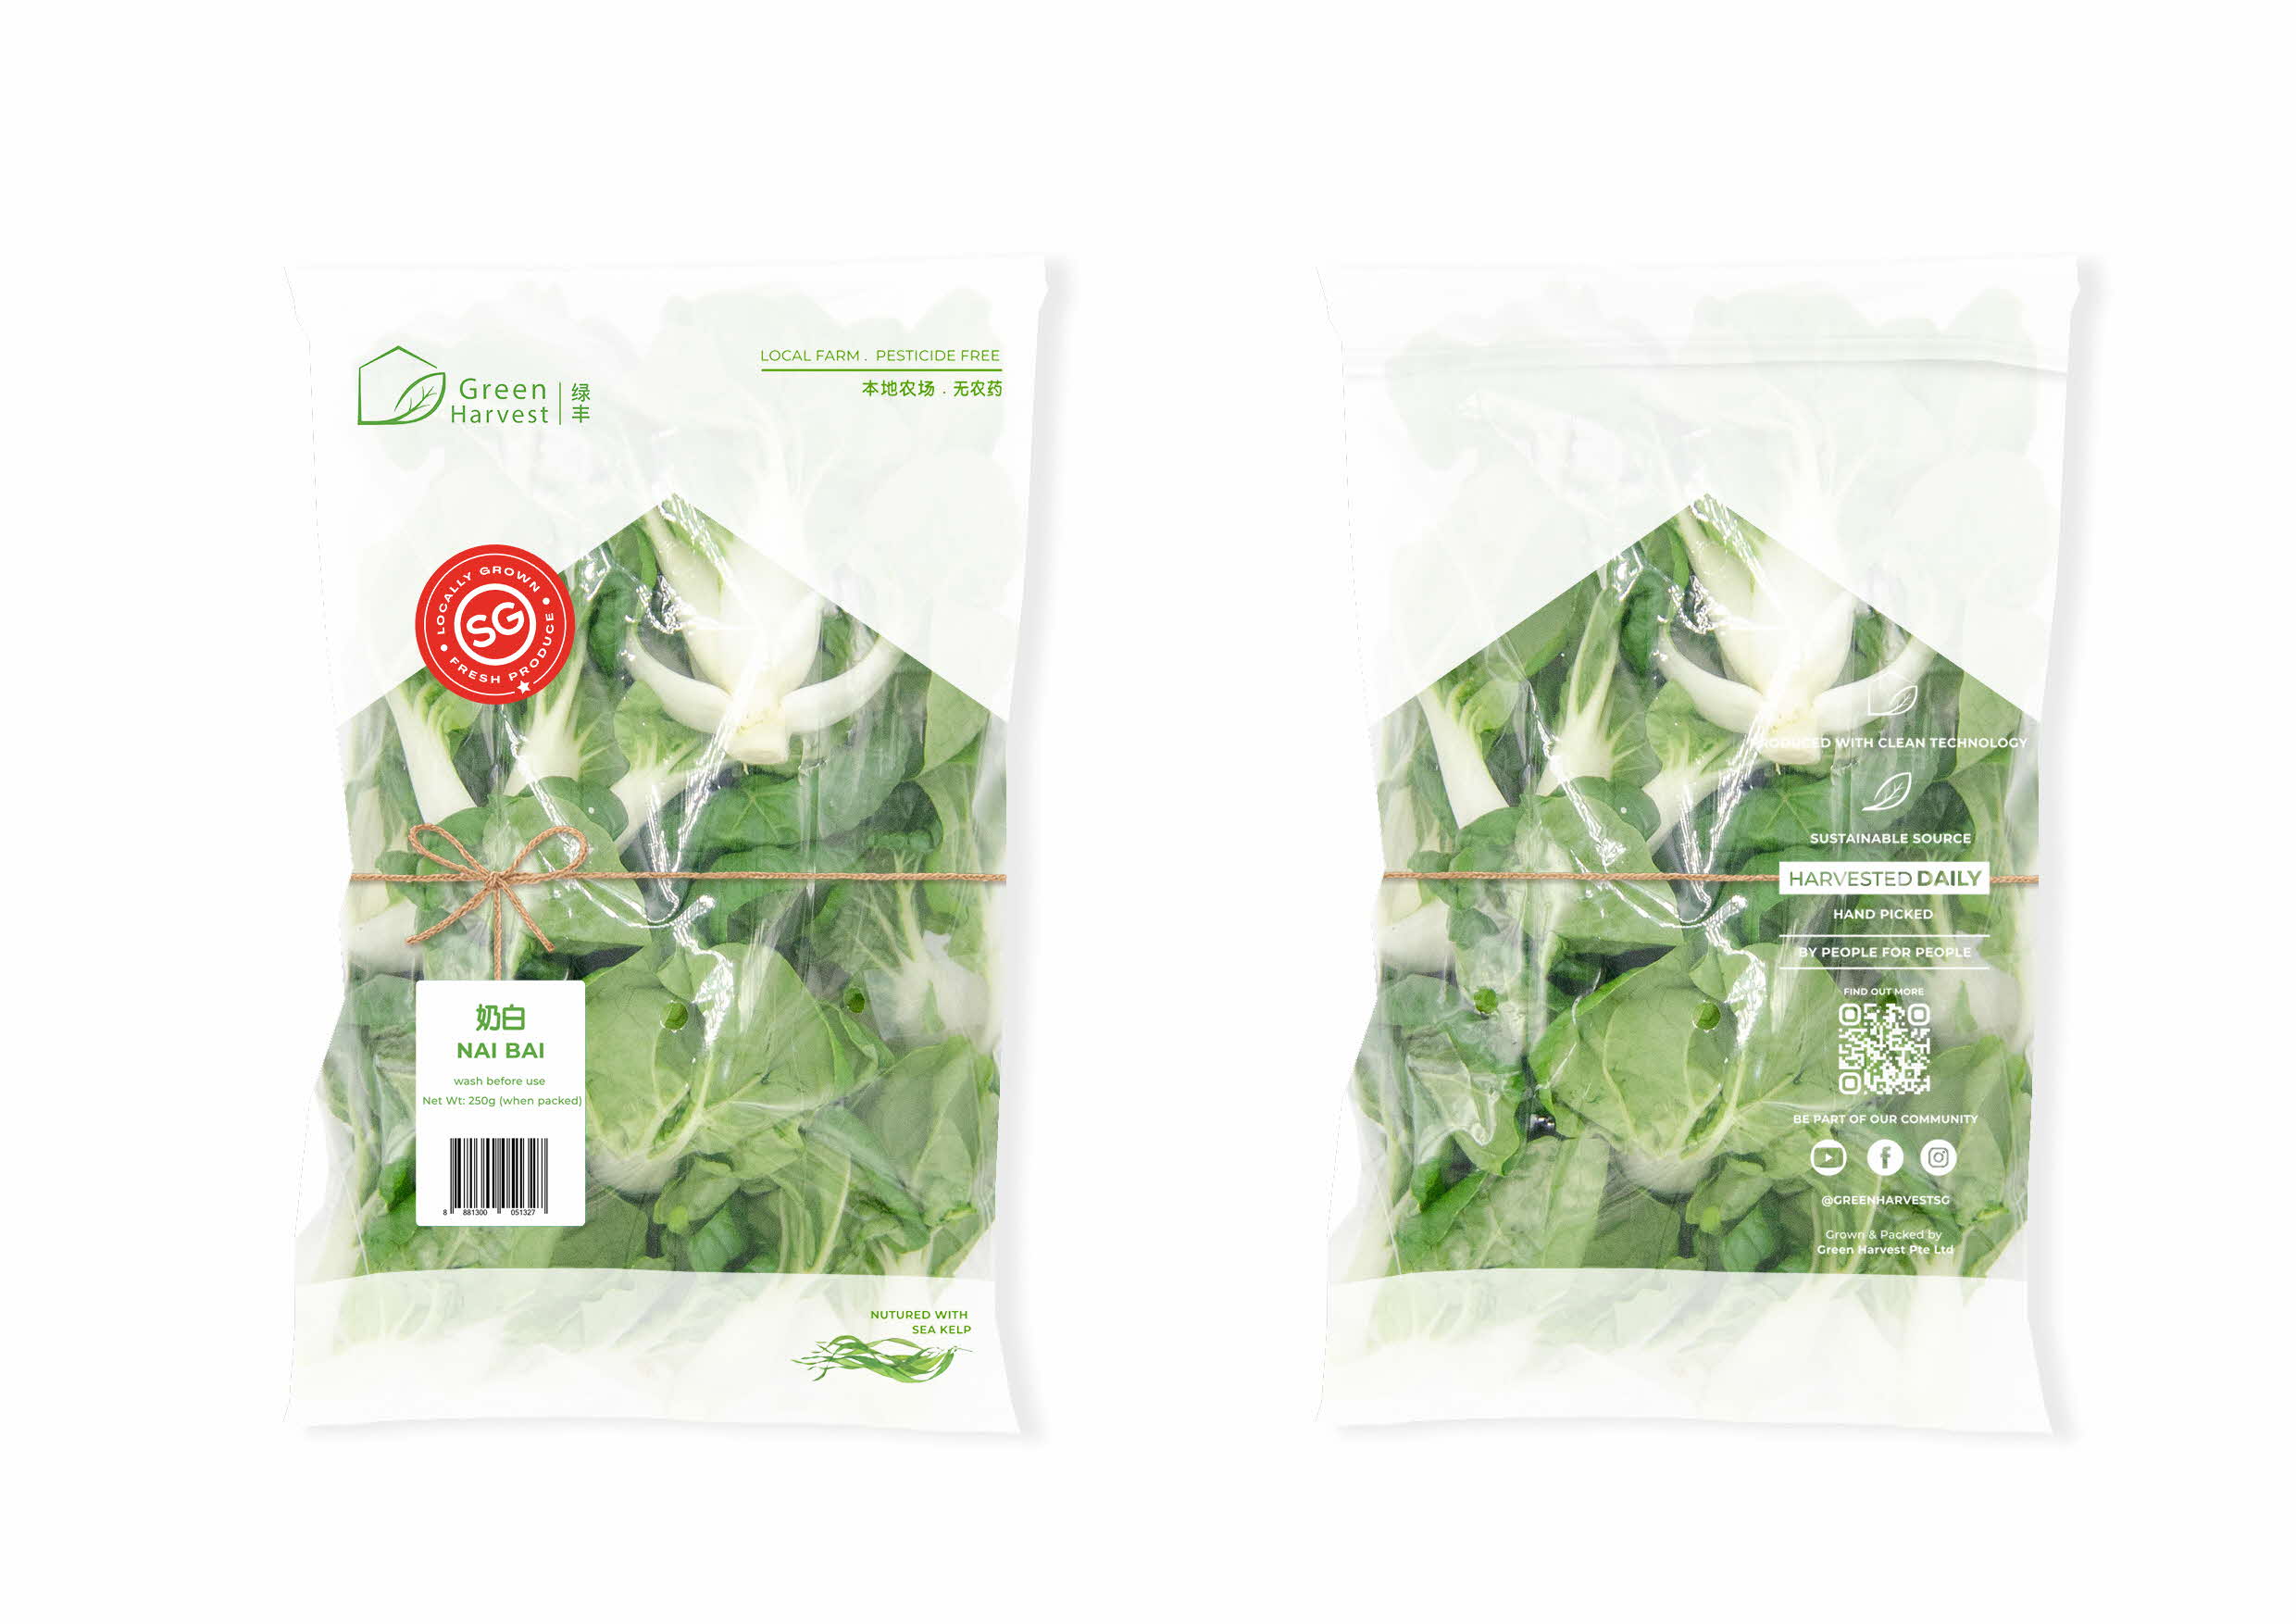 Green
Harvest
绿
丰
LOCAL FARM . PESTICIDE FREE
本地农场 . 无农药
LOCALLY GROWN
SG
FRESH PRODUCE
奶白
NAI BAI
wash before use
Net Wt: 250g (when packed)
8 881300 051327
NUTURED WITH
SEA KELP
PRODUCED WITH CLEAN TECHNOLOGY
SUSTAINABLE SOURCE
HARVESTED DAILY
HAND PICKED
BY PEOPLE FOR PEOPLE
FIND OUT MORE
BE PART OF OUR COMMUNITY
@GREENHARVESTSG
Grown & Packed by
Green Harvest Pte Ltd